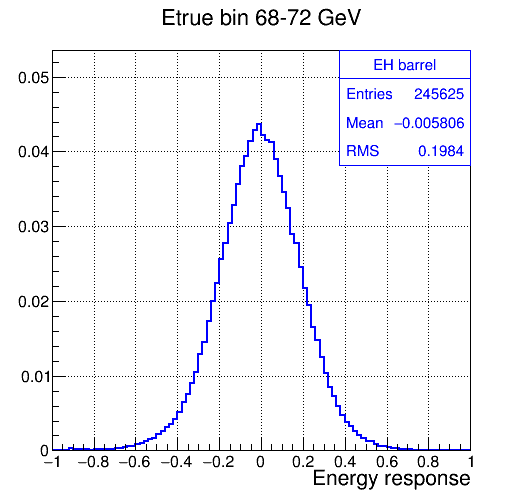 Etrue bin 68-72 GeV
EH barrel
Entries 245625
Mean −0.005806
RMS 0.1984
0.05
0.04
0.03
0.02
0.01
0
−1 −0.8 −0.6 −0.4 −0.2 0 0.2 0.4 0.6 0.8 1
Energy response